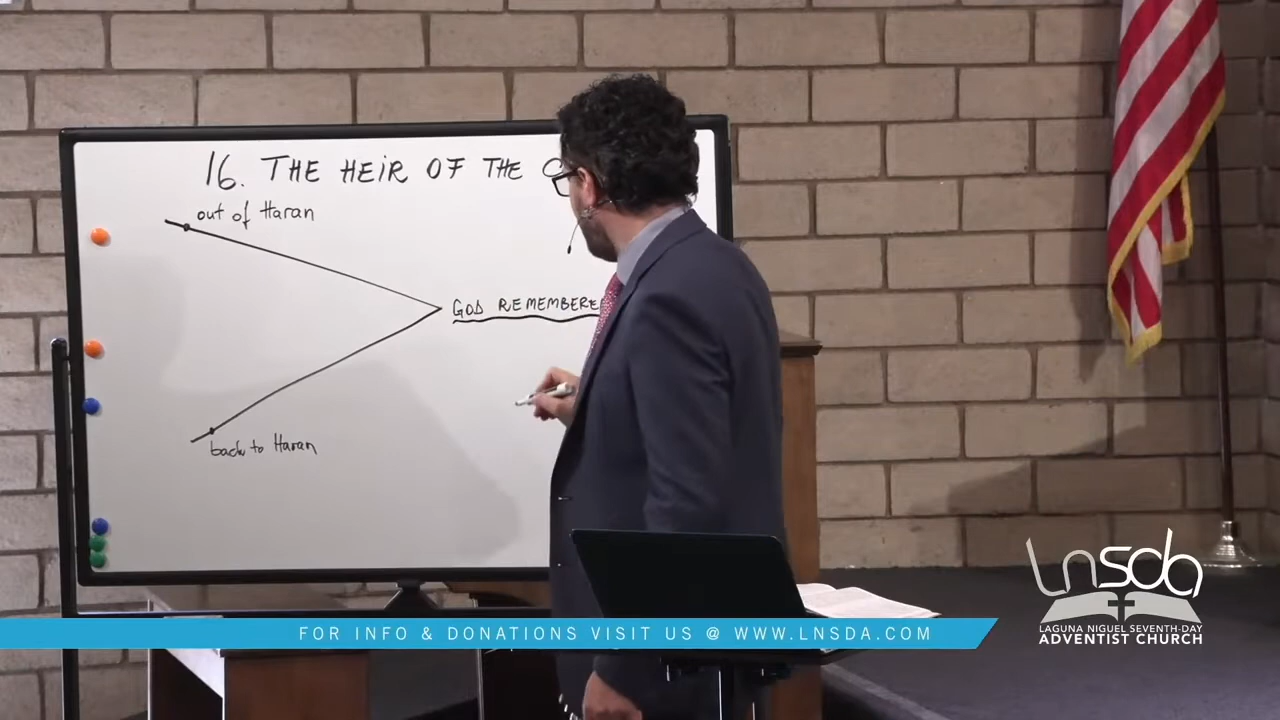 16. THE HEIR OF THE
out of Haran
GOD REMEMBERE
back to Haran
LNSDA
LAGUNA NIGUEL SEVENTH-DAY
ADVENTIST CHURCH
FOR INFO & DONATIONS VISIT US @ WWW.LNSDA.COM